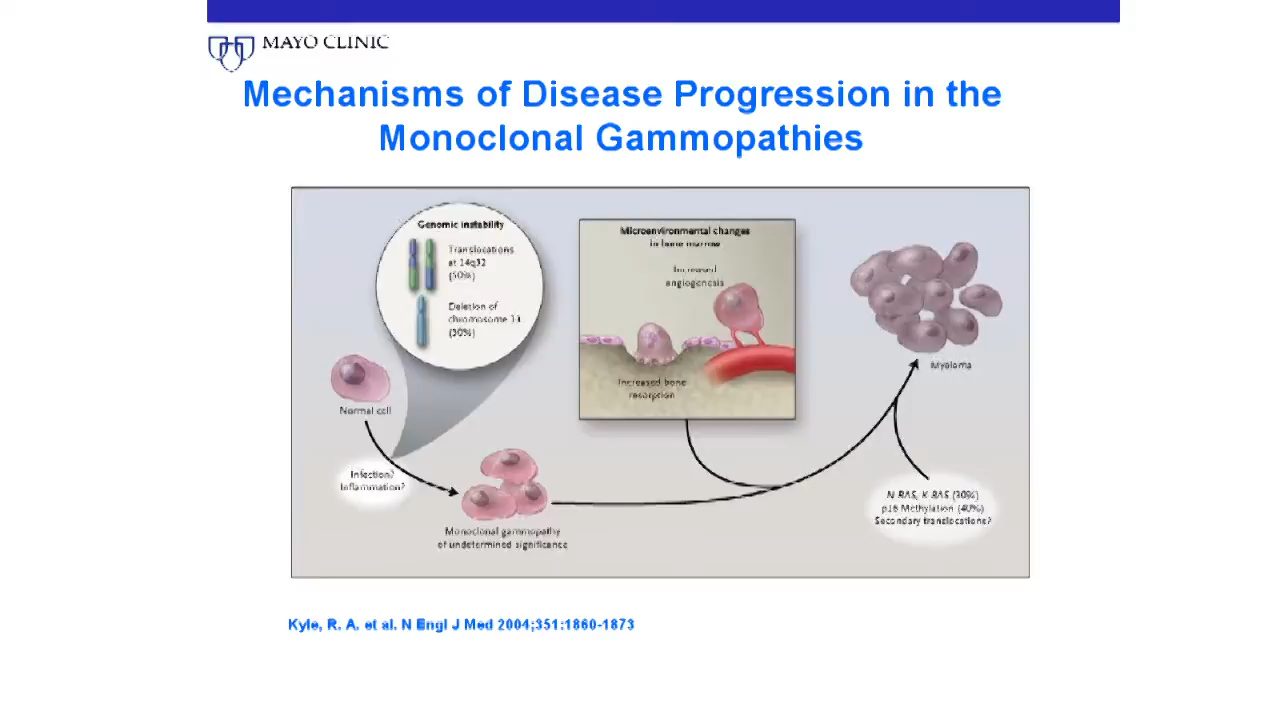 MAYO CLINIC
Mechanisms of Disease Progression in the
Monoclonal Gammopathies
Genomic instability
Translocations
at 14q32
(50%)
Deletion of
chromosome 13
(30%)
Microenvironmental changes
in bone marrow
Increased
angiogenesis
Increased bone
resorption
Normal cell
Infection?
Inflammation?
Monoclonal gammopathy
of undetermined significance
Myeloma
N-RAS, K-RAS (30%)
p16 Methylation (40%)
Secondary translocations?
Kyle, R. A. et al. N Engl J Med 2004;351:1860-1873